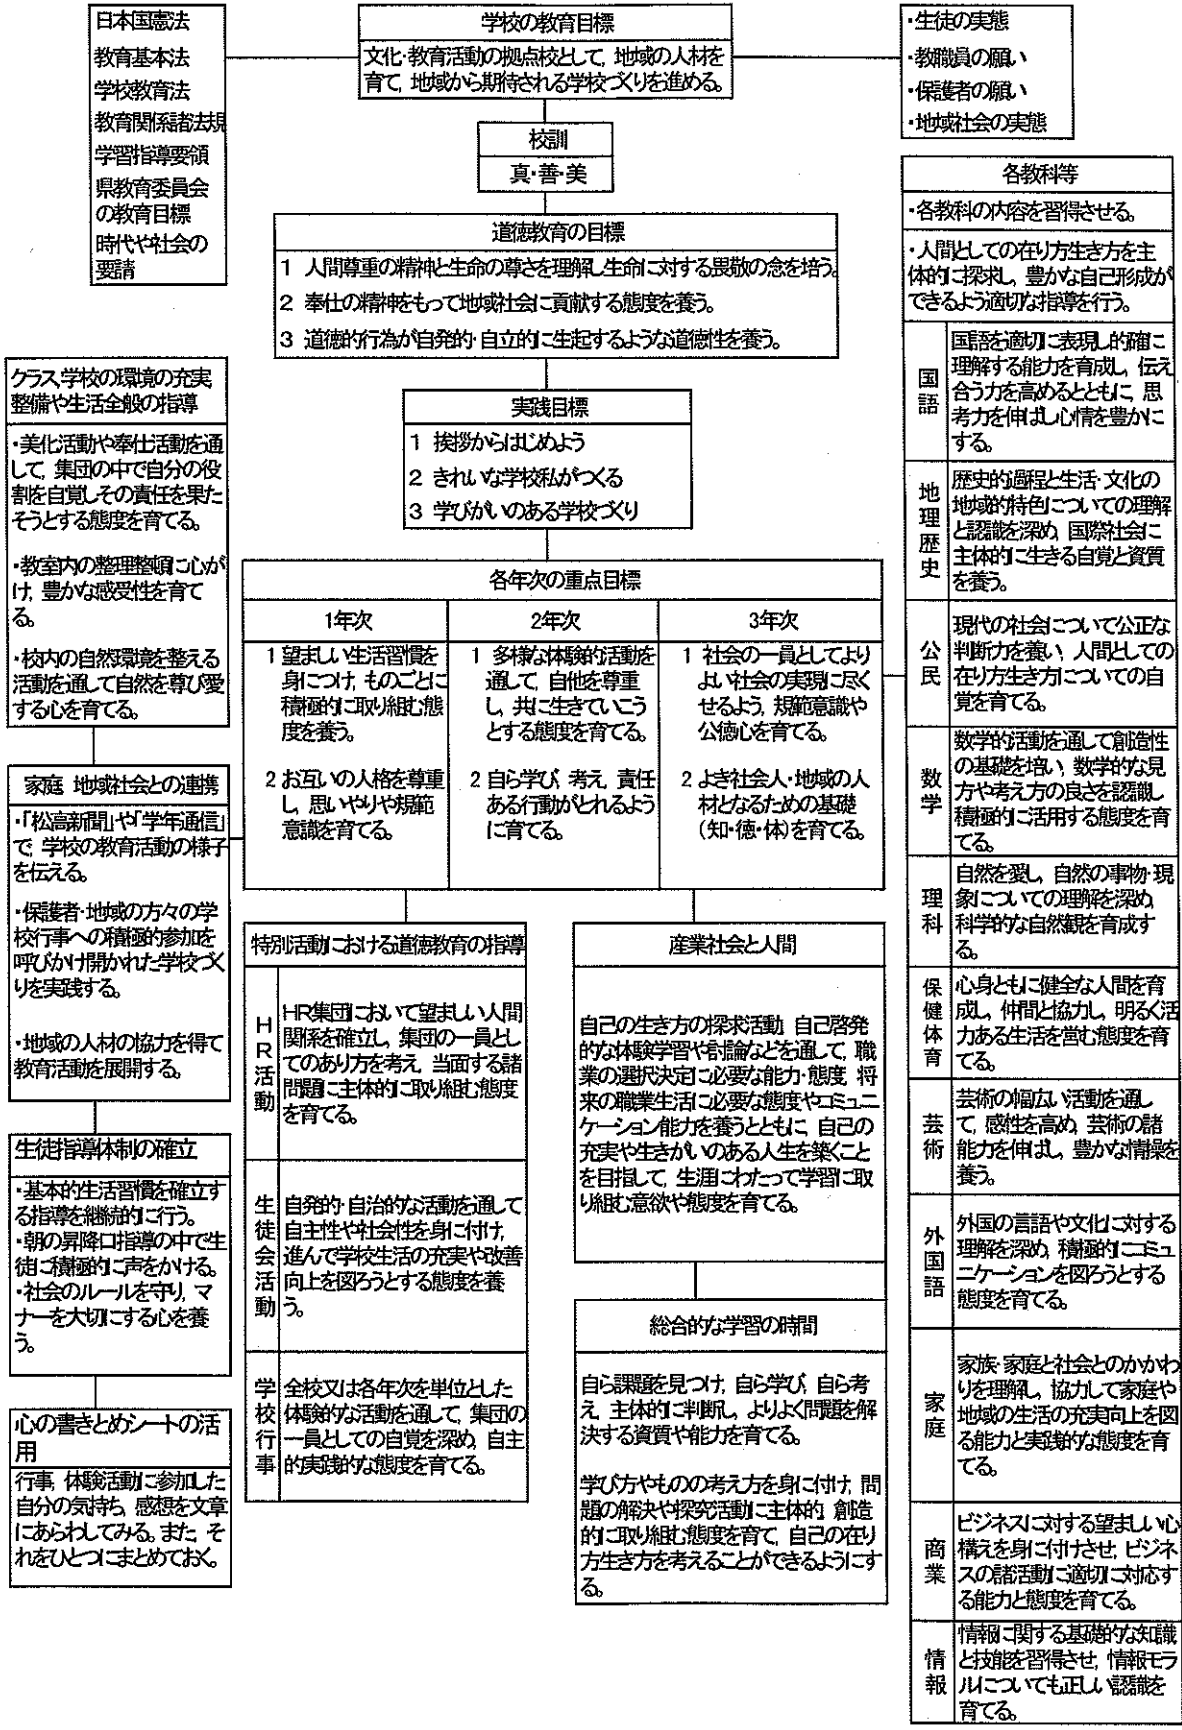 日本国憲法
教育基本法
学校教育法
教育関係諸法規
学習指導要領
県教育委員会
の教育目標
時代や社会の
要請
学校の教育目標
文化・教育活動の拠点校として、地域の人材を
育て、地域から期待される学校づくりを進める。
・生徒の実態
・教職員の願い
・保護者の願い
・地域社会の実態
校訓
真・善・美
道徳教育の目標
1 人間尊重の精神と生命の尊さを理解し生命に対する畏敬の念を培う。
2 奉仕の精神をもって地域社会に貢献する態度を養う。
3 道徳的行為が自発的・自立的に生起するような道徳性を養う。
実践目標
1 挨拶からはじめよう
2 きれいな学校私がつくる
3 学びがいのある学校づくり
各年次の重点目標
1年次
1 望ましい生活習慣を
身につけ、ものごとに
積極的に取り組む態
度を養う。
2 お互いの人格を尊重
し、思いやりや規範
意識を育てる。
2年次
1 多様な体験的活動を
通して、自他を尊重
し、共に生きていこう
とする態度を育てる。
2 自ら学び、考え、責任
ある行動がとれるよう
に育てる。
3年次
1 社会の一員としてより
よい社会の実現に尽く
せるよう、規範意識や
公徳心を育てる。
2 よき社会人・地域の人
材となるための基礎
(知・徳・体)を育てる。
クラス、学校の環境の充実
整備や生活全般の指導
・美化活動や奉仕活動を通
して、集団の中で自分の役
割を自覚しその責任を果た
そうとする態度を育てる。
・教室内の整理整頓に心が
け、豊かな感受性を育て
る。
・校内の自然環境を整える
活動を通して自然を尊び愛
する心を育てる。
家庭、地域社会との連携
・「松高新聞」や「学年通信」
で、学校の教育活動の様子
を伝える。
・保護者・地域の方々の学
校行事への積極的参加を
呼びかけ開かれた学校づく
りを実践する。
・地域の人材の協力を得て
教育活動を展開する。
生徒指導体制の確立
・基本的生活習慣を確立す
る指導を継続的に行う。
・朝の昇降口指導の中で生
徒に積極的に声をかける。
・社会のルールを守り、マ
ナーを大切にする心を養
う。
心の書きとめシートの活
用
行事、体験活動に参加した
自分の気持ち、感想を文章
にあらわしてみる。また、そ
れをひとつにまとめておく。
特別活動における道徳教育の指導
HR活動
HR集団において望ましい人間
関係を確立し、集団の一員とし
てのあり方を考え、当面する諸
問題に主体的に取り組む態度
を育てる。
生徒会活動
自発的・自治的な活動を通して
自主性や社会性を身に付け、
進んで学校生活の充実や改善
向上を図ろうとする態度を養
う。
学校行事
全校又は各年次を単位とした
体験的な活動を通して、集団の
一員としての自覚を深め、自主
的実践的な態度を育てる。
産業社会と人間
自己の生き方の探求活動、自己啓発
的な体験学習や討論などを通して、職
業の選択決定に必要な能力・態度、将
来の職業生活に必要な態度やコミュニ
ケーション能力を養うとともに、自己の
充実や生きがいのある人生を築くこと
を目指して、生涯にわたって学習に取
り組む意欲や態度を育てる。
総合的な学習の時間
自ら課題を見つけ、自ら学び、自ら考
え、主体的に判断し、よりよく問題を解
決する資質や能力を育てる。
学び方やものの考え方を身に付け、問
題の解決や探究活動に主体的、創造
的に取り組む態度を育て、自己の在り
方生き方を考えることができるようにす
る。
各教科等
・各教科の内容を習得させる。
・人間としての在り方生き方を主
体的に探求し、豊かな自己形成が
できるよう適切な指導を行う。
国語
国語を適切に表現し的確に
理解する能力を育成し、伝え
合う力を高めるとともに、思
考力を伸ばし心情を豊かに
する。
地理歴史
歴史的過程と生活・文化の
地域的特色についての理解
と認識を深め、国際社会に
主体的に生きる自覚と資質
を養う。
公民
現代の社会について公正な
判断力を養い、人間としての
在り方生き方についての自
覚を育てる。
数学
数学的活動を通して創造性
の基礎を培い、数学的な見
方や考え方の良さを認識し
積極的に活用する態度を育
てる。
理科
自然を愛し、自然の事物・現
象についての理解を深め、
科学的な自然観を育成す
る。
保健体育
心身ともに健全な人間を育
成し、仲間と協力し、明るく活
力ある生活を営む態度を育
てる。
芸術
芸術の幅広い活動を通し
て、感性を高め、芸術の諸
能力を伸ばし、豊かな情操を
養う。
外国語
外国の言語や文化に対する
理解を深め、積極的にコミュ
ニケーションを図ろうとする
態度を育てる。
家庭
家族・家庭と社会とのかかわ
りを理解し、協力して家庭や
地域の生活の充実向上を図
る能力と実践的な態度を育
てる。
商業
ビジネスに対する望ましい心
構えを身に付けさせ、ビジネ
スの諸活動に適切に対応す
る能力と態度を育てる。
情報
情報に関する基礎的な知識
と技能を習得させ、情報モラ
ルについても正しい認識を
育てる。